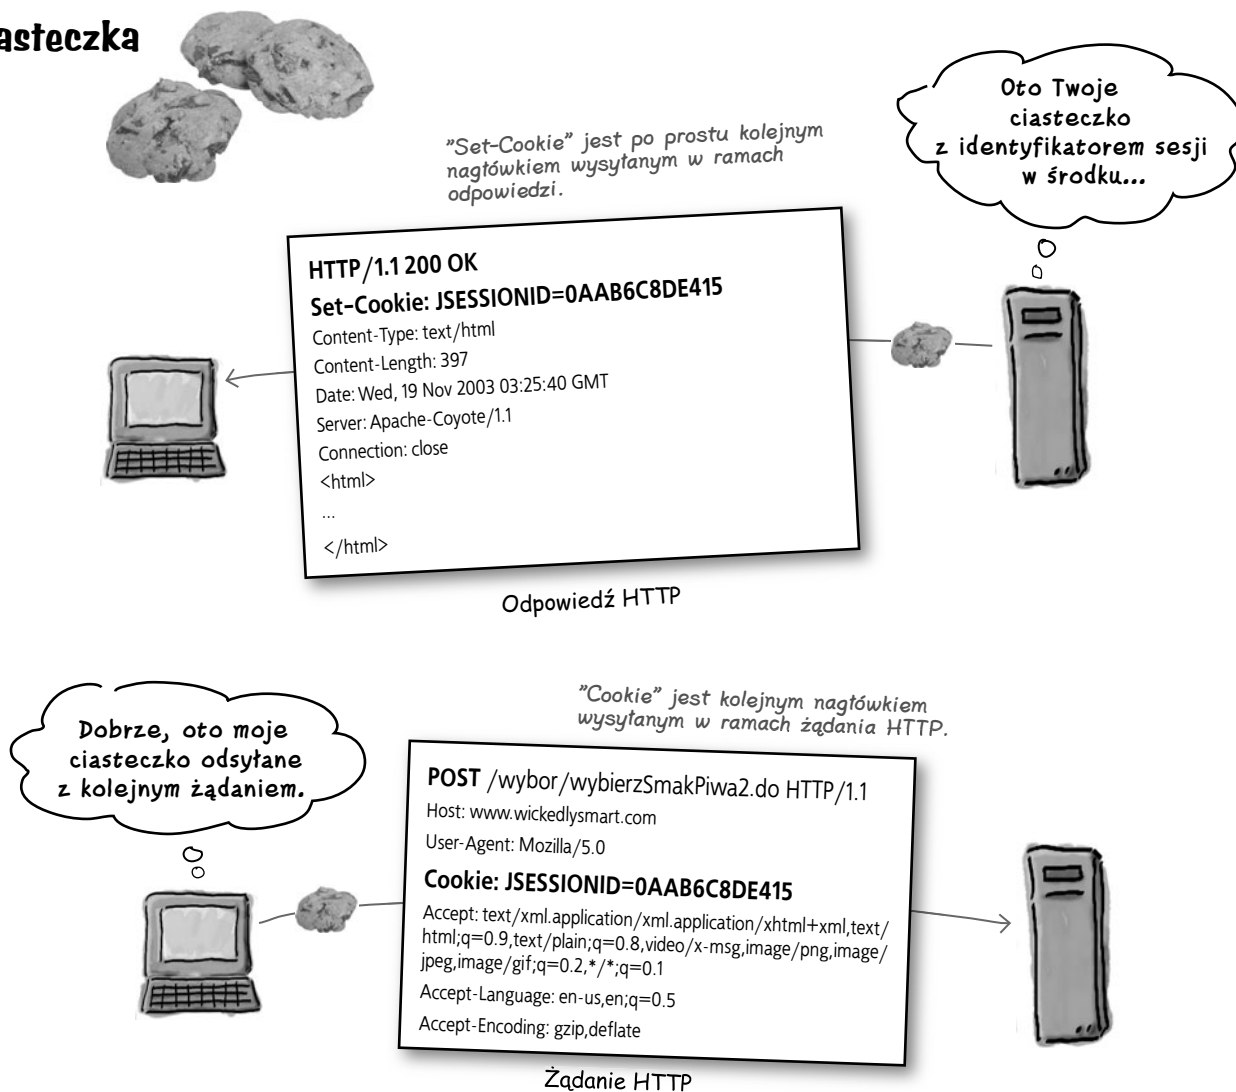 asteczka
Oto Twoje
ciasteczko
z identyfikatorem sesji
w środku...
"Set-Cookie" jest po prostu kolejnym
nagłówkiem wysyłanym w ramach
odpowiedzi.
HTTP/1.1 200 OK
Set-Cookie: JSESSIONID=0AAB6C8DE415
Content-Type: text/html
Content-Length: 397
Date: Wed, 19 Nov 2003 03:25:40 GMT
Server: Apache-Coyote/1.1
Connection: close
<html>
...
</html>
Odpowiedź HTTP
"Cookie" jest kolejnym nagłówkiem
wysyłanym w ramach żądania HTTP.
Dobrze, oto moje
ciasteczko odsyłane
z kolejnym żądaniem.
POST /wybor/wybierzSmakPiwa2.do HTTP/1.1
Host: www.wickedlysmart.com
User-Agent: Mozilla/5.0
Cookie: JSESSIONID=0AAB6C8DE415
Accept: text/xml.application/xml.application/xhtml+xml,text/
html;q=0.9,text/plain;q=0.8,video/x-msg,image/png,image/
jpeg,image/gif;q=0.2,*/*;q=0.1
Accept-Language: en-us,en;q=0.5
Accept-Encoding: gzip,deflate
Żądanie HTTP